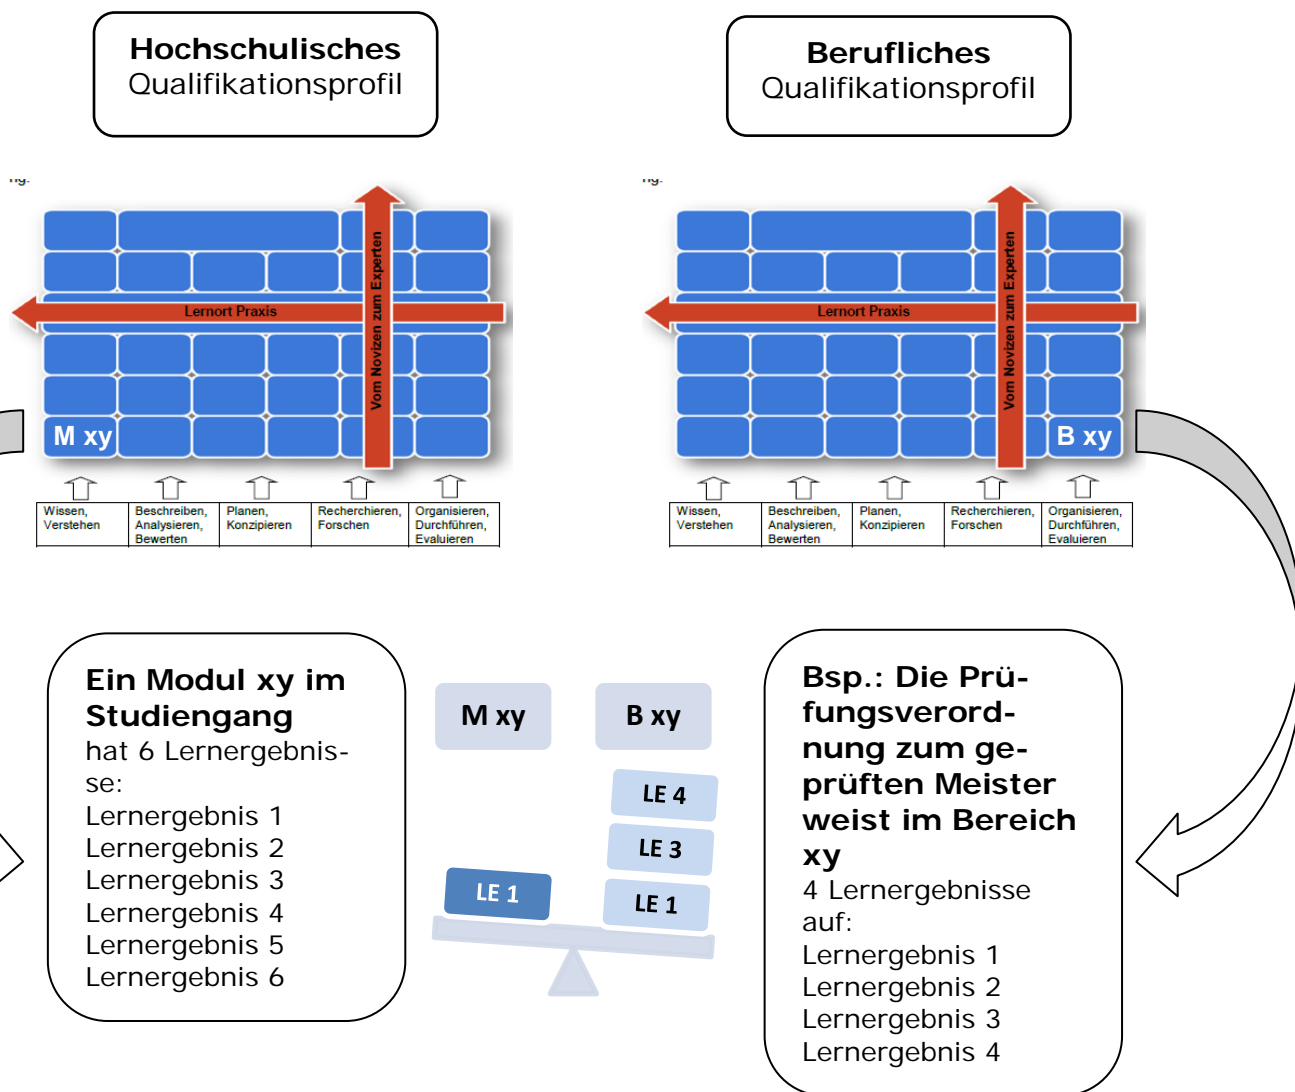 Hochschulisches
Qualifikationsprofil
Berufliches
Qualifikationsprofil
Lernort Praxis
Vom Novizen zum Experten
M xy
Wissen,
Verstehen
Beschreiben,
Analysieren,
Bewerten
Planen,
Konzipieren
Recherchieren,
Forschen
Organisieren,
Durchführen,
Evaluieren
Lernort Praxis
Vom Novizen zum Experten
B xy
Wissen,
Verstehen
Beschreiben,
Analysieren,
Bewerten
Planen,
Konzipieren
Recherchieren,
Forschen
Organisieren,
Durchführen,
Evaluieren
Ein Modul xy im
Studiengang
hat 6 Lernergebnis-
se:
Lernergebnis 1
Lernergebnis 2
Lernergebnis 3
Lernergebnis 4
Lernergebnis 5
Lernergebnis 6
M xy
B xy
LE 4
LE 3
LE 1
LE 1
Bsp.: Die Prü-
fungsverord-
nung zum ge-
prüften Meister
weist im Bereich
xy
4 Lernergebnisse
auf:
Lernergebnis 1
Lernergebnis 2
Lernergebnis 3
Lernergebnis 4